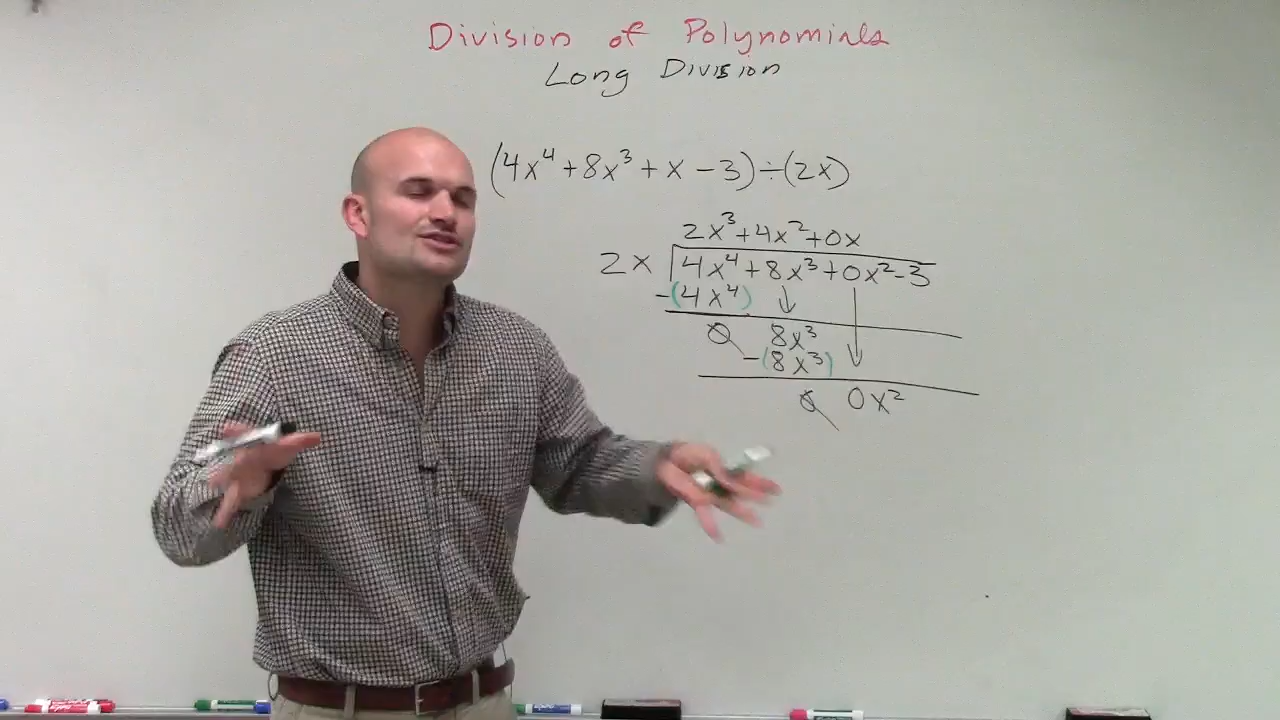 Division of Polynomials
Long Division
(4x⁴ + 8x³ + x - 3) ÷ (2x)
2x³ + 4x² + 0x
2x 4x⁴ + 8x³ + 0x² - 3
-(4x⁴)
0 8x³
-(8x³)
0 0x²